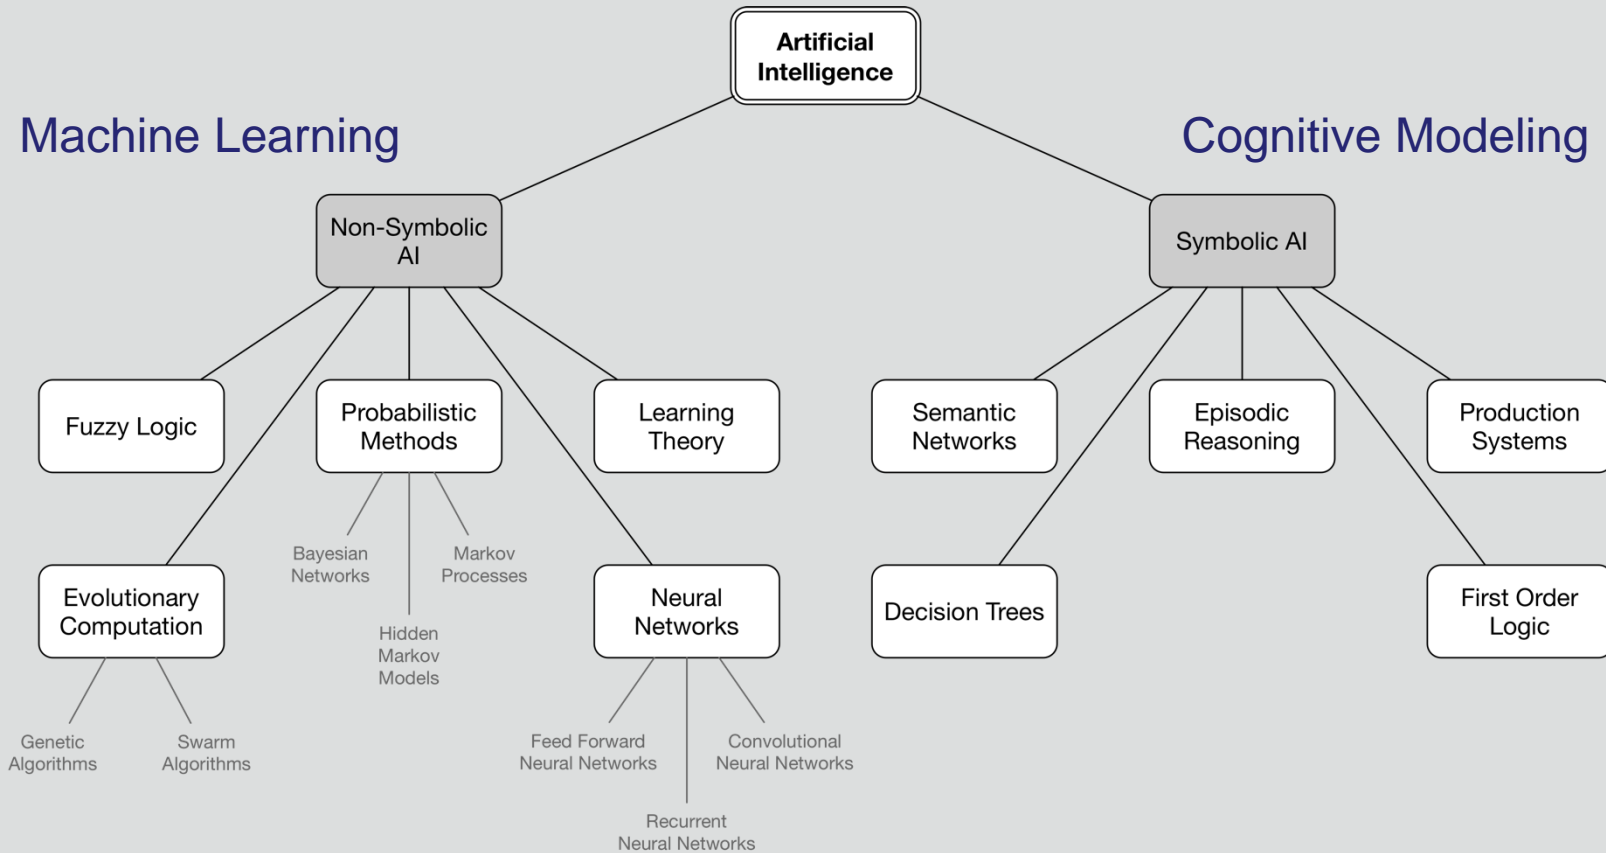 Artificial
Intelligence
Machine Learning
Cognitive Modeling
Non-Symbolic
AI
Symbolic AI
Fuzzy Logic
Probabilistic
Methods
Learning
Theory
Semantic
Networks
Episodic
Reasoning
Production
Systems
Bayesian
Networks
Markov
Processes
Hidden
Markov
Models
Evolutionary
Computation
Neural
Networks
Decision Trees
First Order
Logic
Genetic
Algorithms
Swarm
Algorithms
Feed Forward
Neural Networks
Convolutional
Neural Networks
Recurrent
Neural Networks